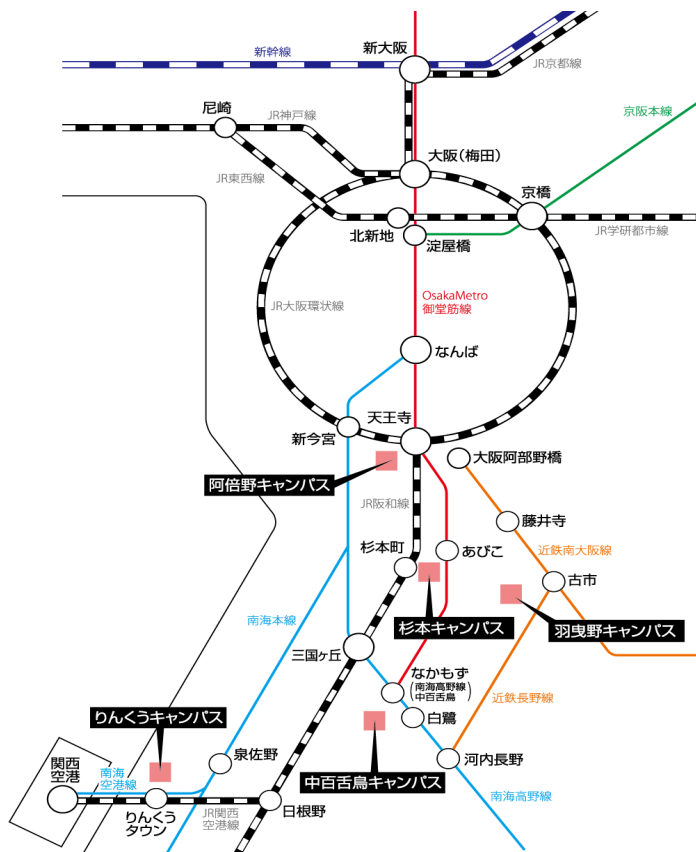 新大阪
新幹線
JR京都線
尼崎
JR神戸線
京阪本線
大阪（梅田）
JR東西線
京橋
北新地
淀屋橋
JR学研都市線
OsakaMetro
御堂筋線
JR大阪環状線
なんば
天王寺
新今宮
大阪阿部野橋
阿倍野キャンパス
JR阪和線
藤井寺
杉本町
あびこ
近鉄南大阪線
古市
南海本線
杉本キャンパス
羽曳野キャンパス
三国ヶ丘
なかもず
（南海高野線
中百舌鳥）
近鉄長野線
りんくうキャンパス
白鷺
泉佐野
河内長野
関西
空港
南海
空港線
中百舌鳥キャンパス
りんくう
タウン
JR関西
空港線
日根野
南海高野線